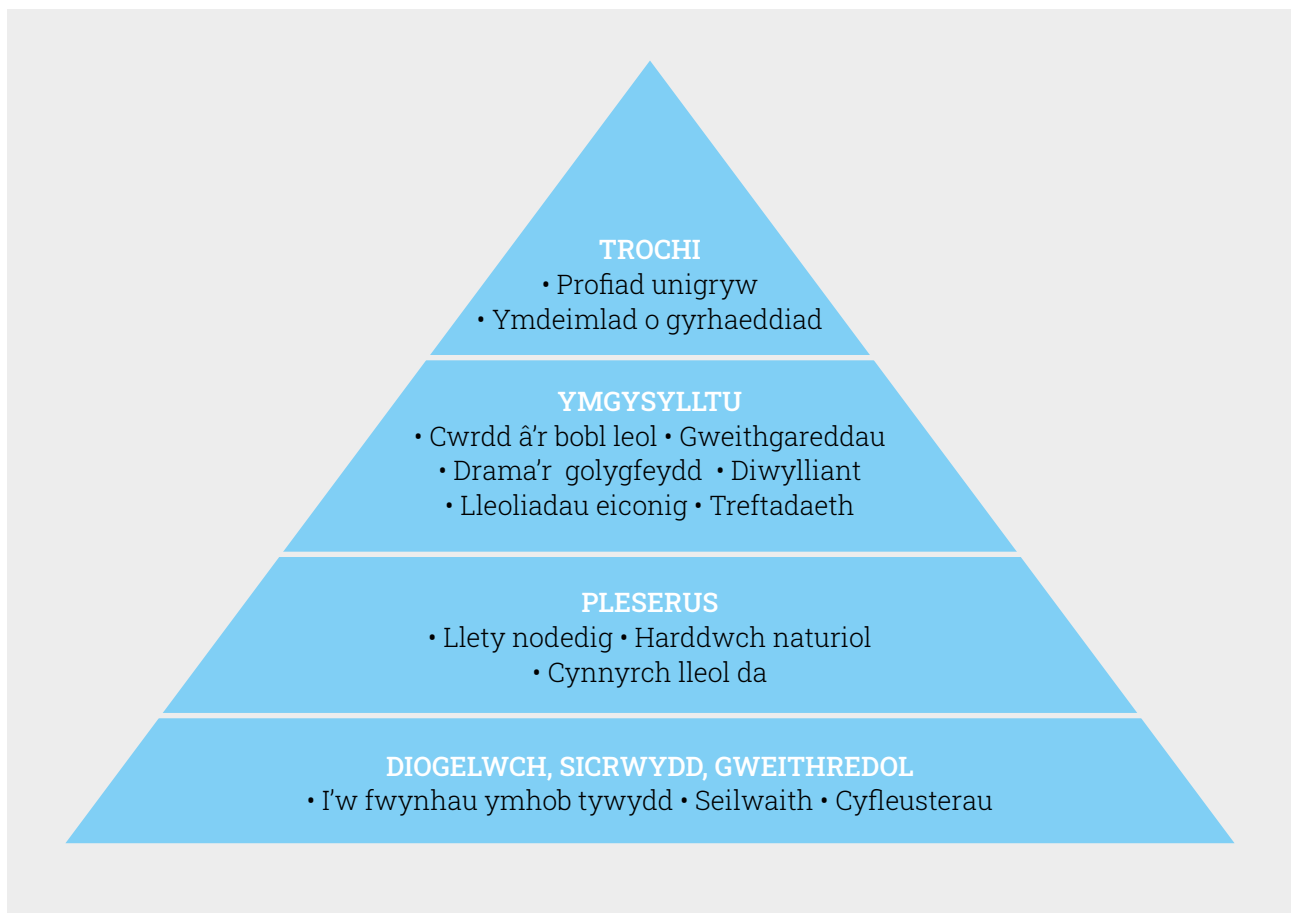 TROCHI
• Profiad unigryw
• Ymdeimlad o gyrhaeddiad
YMGYSYLLTU
• Cwrdd â'r bobl leol • Gweithgareddau
• Drama'r golygfeydd • Diwylliant
• Lleoliadau eiconig • Treftadaeth
PLESERUS
• Llety nodedig • Harddwch naturiol
• Cynnyrch lleol da
DIOGELWCH, SICRWYDD, GWEITHREDOL
• I'w fwynhau ymhob tywydd • Seilwaith • Cyfleusterau